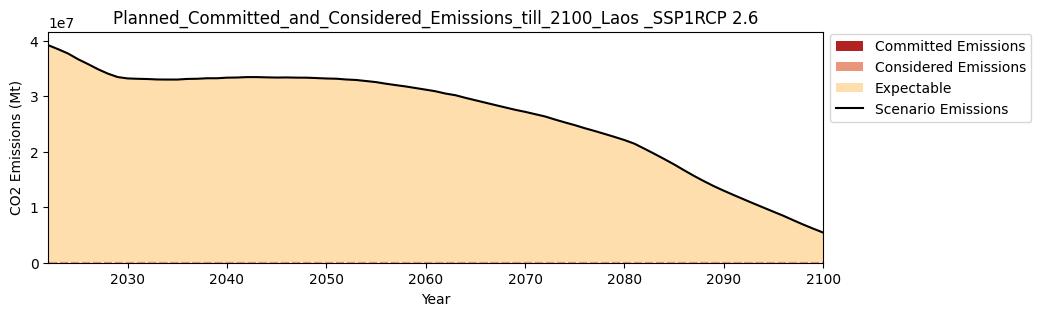 Planned_Committed_and_Considered_Emissions_till_2100_Laos _SSP1RCP 2.6
1e7
4
3
2
1
0
CO2 Emissions (Mt)
2030 2040 2050 2060 2070 2080 2090 2100
Year
Committed Emissions
Considered Emissions
Expectable
Scenario Emissions